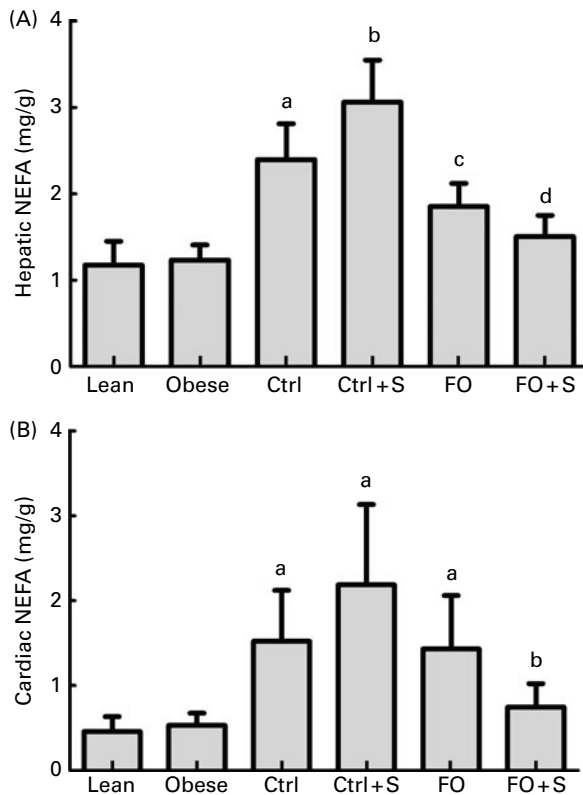 (A)
4
3
2
1
0
Hepatic NEFA (mg/g)
a
b
c
d
Lean Obese Ctrl Ctrl+S FO FO+S
(B)
4
3
2
1
0
Cardiac NEFA (mg/g)
a
a
a
b
Lean Obese Ctrl Ctrl+S FO FO+S